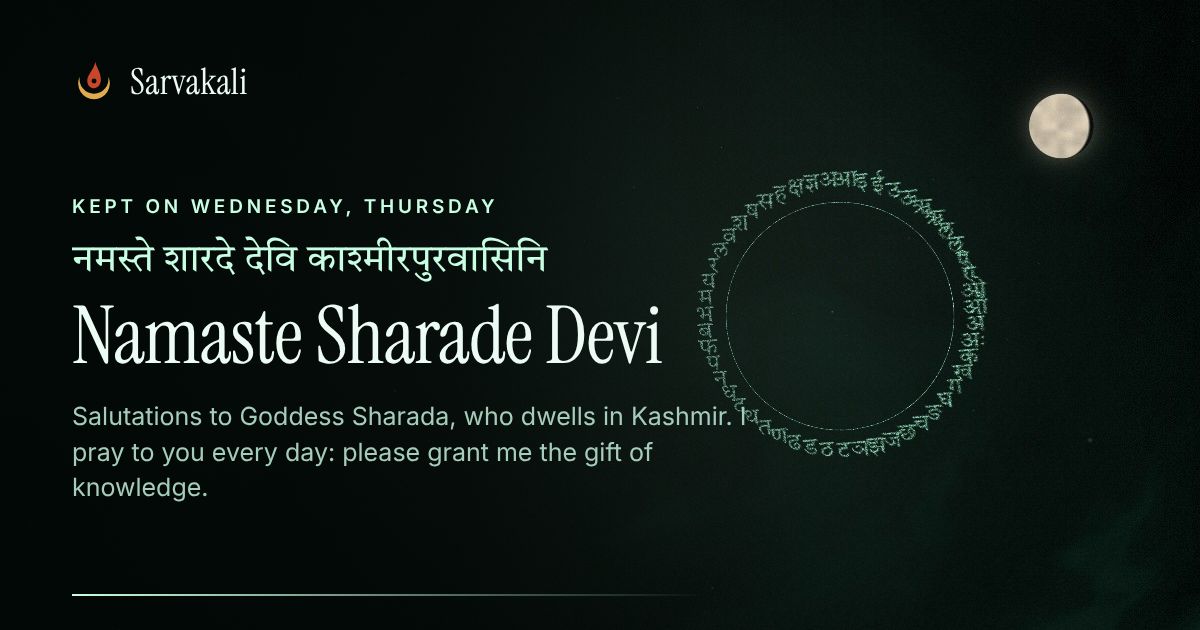 Sarvakali
KEPT ON WEDNESDAY, THURSDAY
नमस्ते शारदे देवि काश्मीरपुरवासिनि
Namaste Sharade Devi
Salutations to Goddess Sharada, who dwells in Kashmir. I
pray to you every day: please grant me the gift of
knowledge.